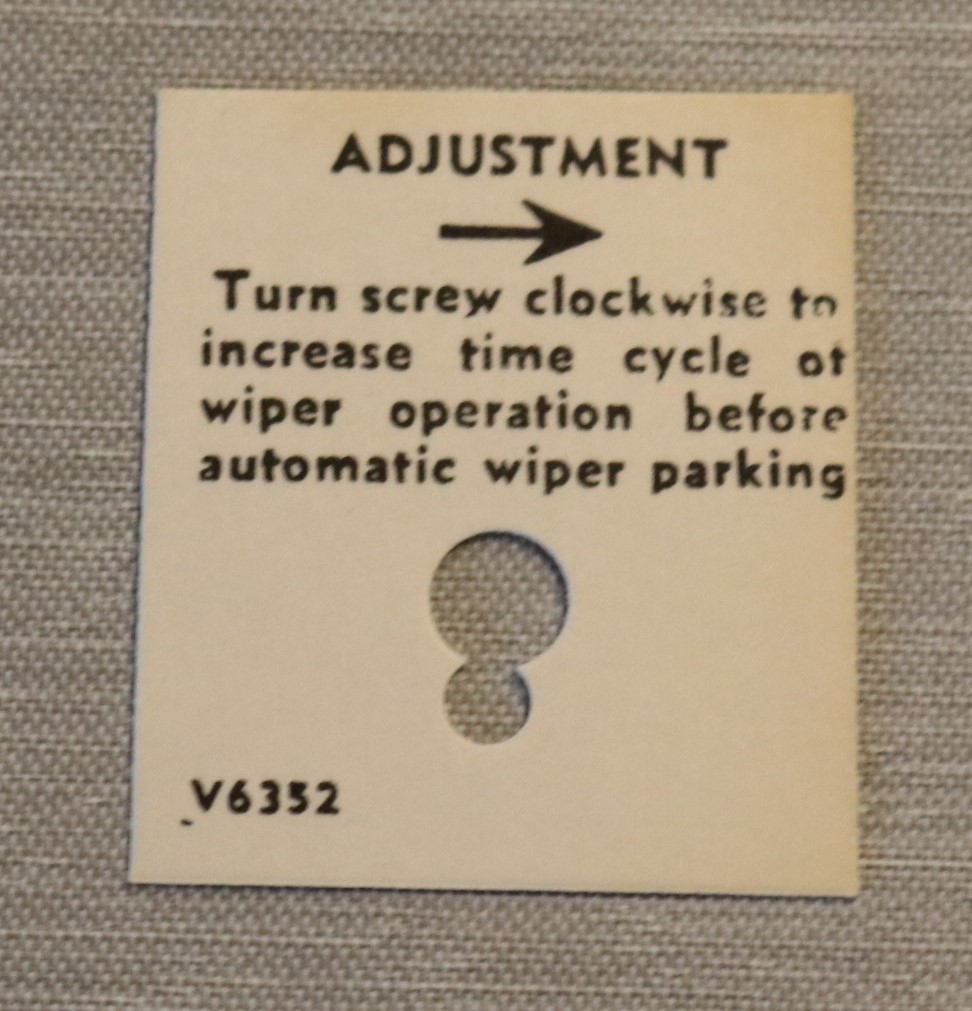 ADJUSTMENT
Turn screw clockwise to
increase time cycle of
wiper operation before
automatic wiper parking
V6352